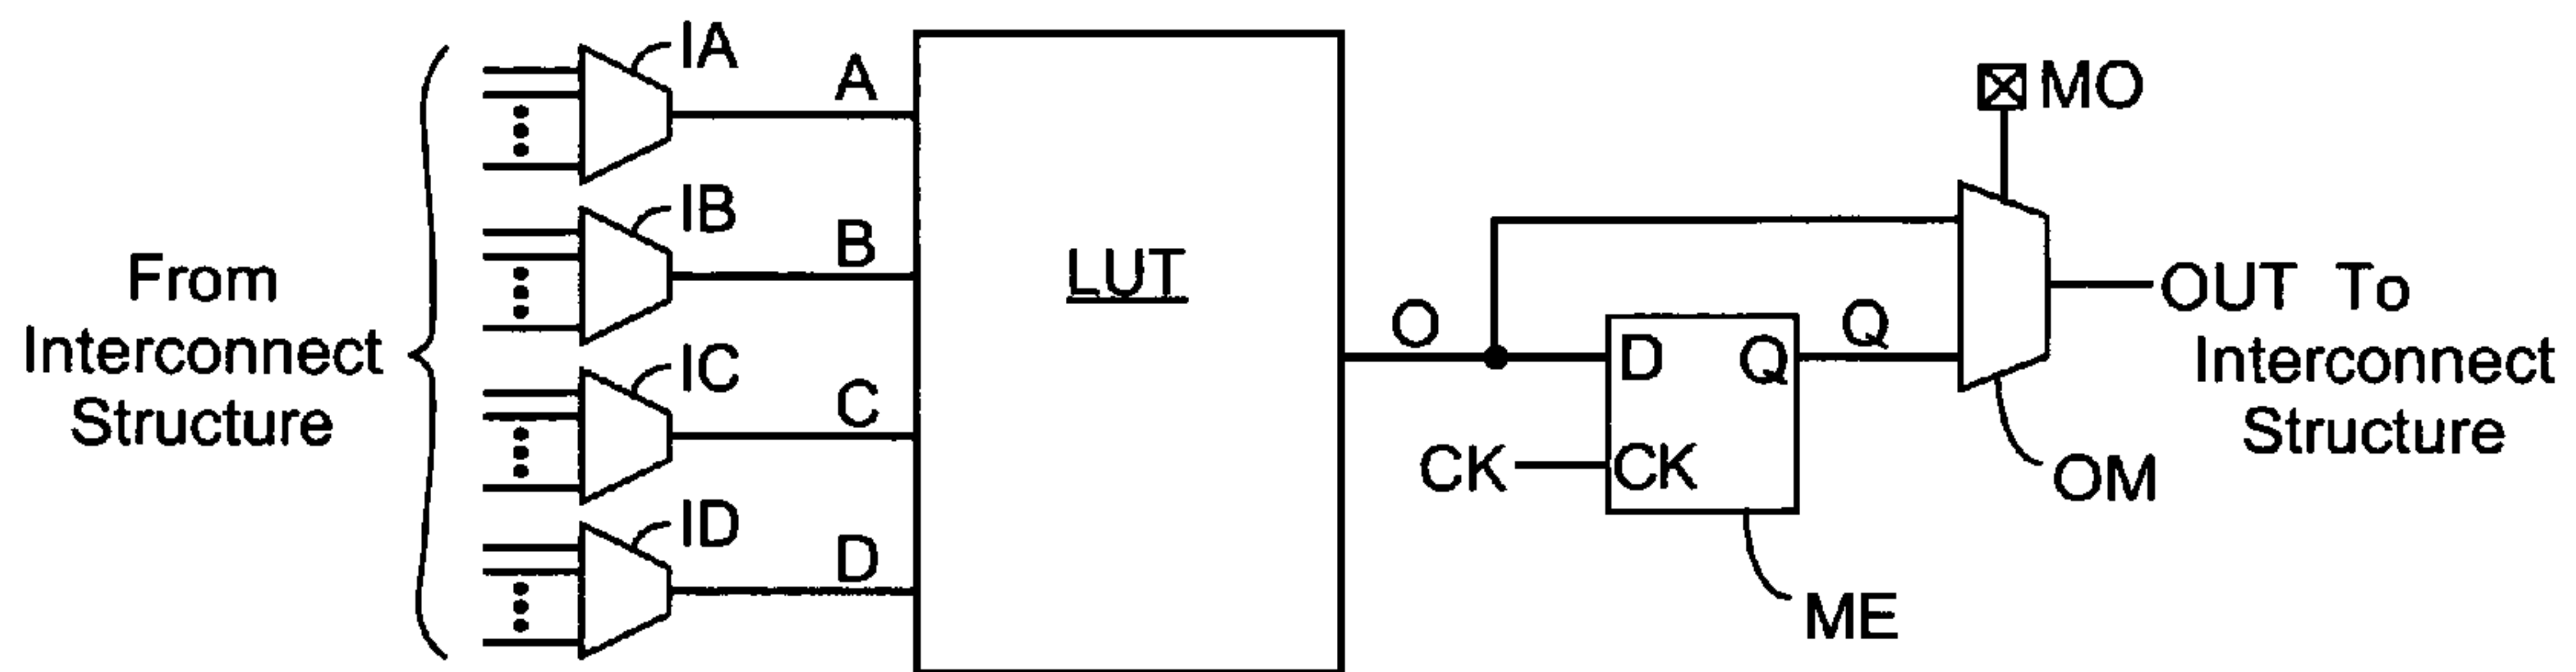 From
Interconnect
Structure
IA
A
IB
B
IC
C
ID
D
LUT
O
D
Q
CK
CK
ME
Q
MO
OM
OUT To
Interconnect
Structure